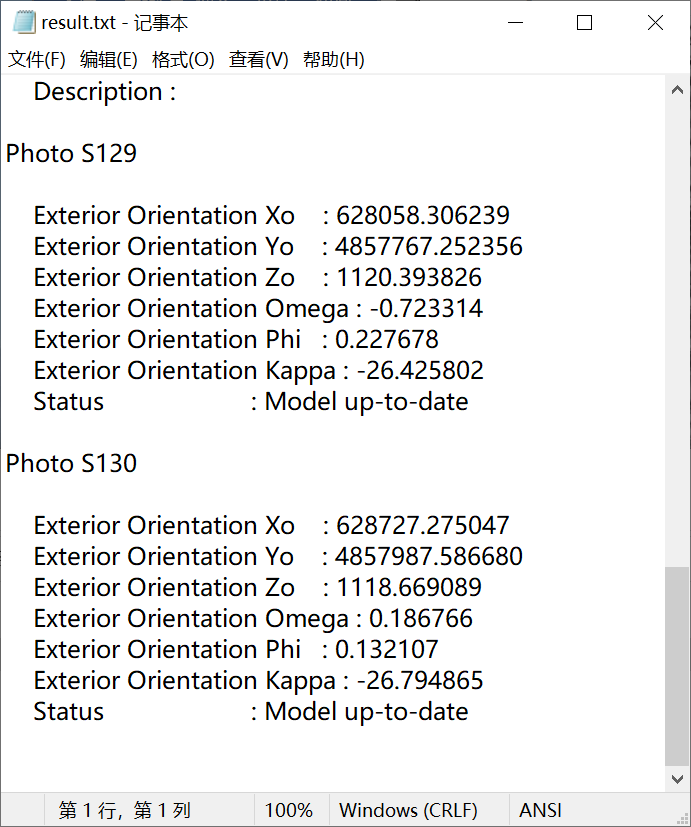 result.txt - 记事本
文件(F) 编辑(E) 格式(O) 查看(V) 帮助(H)
Description :
Photo S129
Exterior Orientation Xo : 628058.306239
Exterior Orientation Yo : 4857767.252356
Exterior Orientation Zo : 1120.393826
Exterior Orientation Omega : -0.723314
Exterior Orientation Phi : 0.227678
Exterior Orientation Kappa : -26.425802
Status : Model up-to-date
Photo S130
Exterior Orientation Xo : 628727.275047
Exterior Orientation Yo : 4857987.586680
Exterior Orientation Zo : 1118.669089
Exterior Orientation Omega : 0.186766
Exterior Orientation Phi : 0.132107
Exterior Orientation Kappa : -26.794865
Status : Model up-to-date
第 1 行，第 1 列 100% Windows (CRLF) ANSI